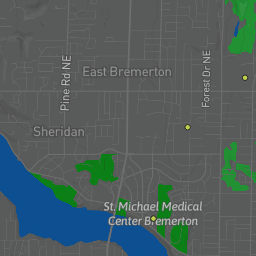 East Bremerton
Pine Rd NE
Forest Dr NE
Sheridan
St. Michael Medical
Center Bremerton